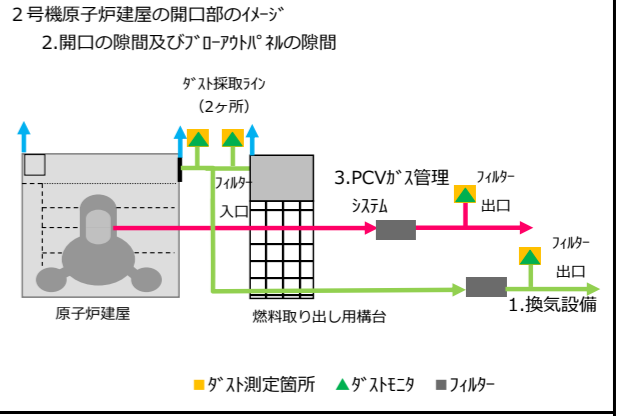 ２号機原子炉建屋の開口部のｲﾒｰｼﾞ
2.開口の隙間及びﾌﾞﾛｰｱｳﾄﾊﾟﾈﾙの隙間
ﾀﾞｽﾄ採取ﾗｲﾝ
（2ヶ所）
ﾌｨﾙﾀｰ
入口
3.PCVｶﾞｽ管理
ｼｽﾃﾑ
ﾌｨﾙﾀｰ
出口
ﾌｨﾙﾀｰ
出口
1.換気設備
原子炉建屋
燃料取り出し用構台
■ﾀﾞｽﾄ測定箇所 ▲ﾀﾞｽﾄﾓﾆﾀ ■ﾌｨﾙﾀｰ